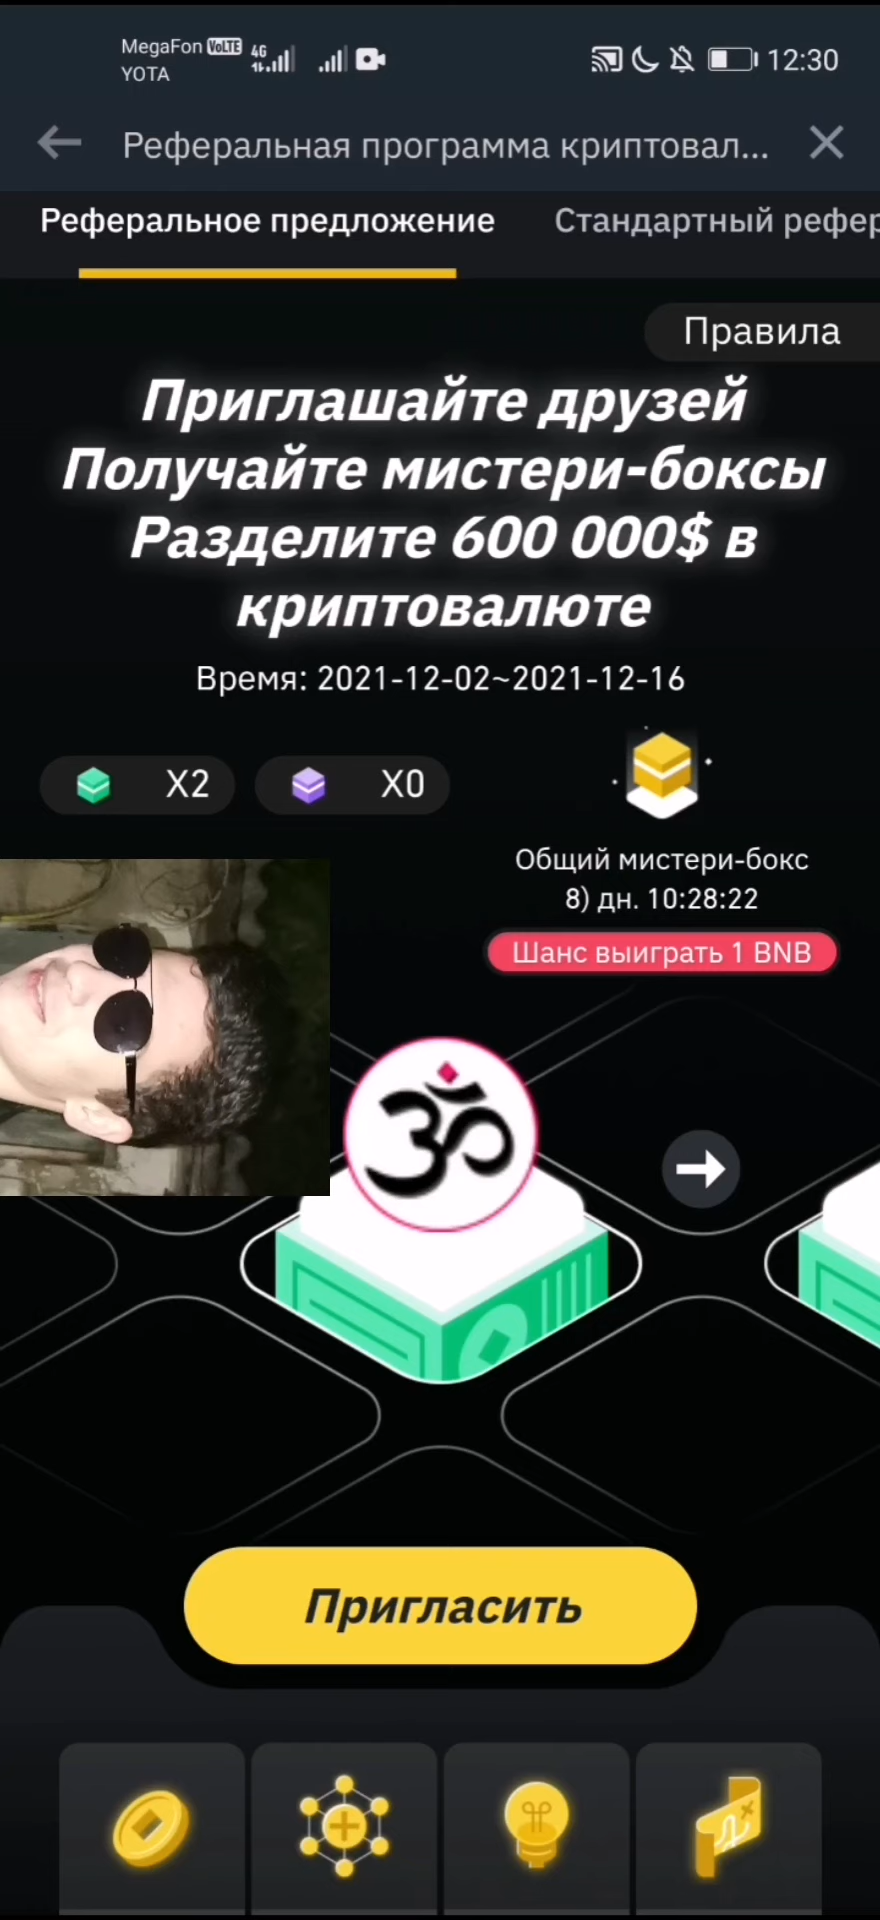 MegaFon VoLTE 4G
YOTA
12:30
Реферальная программа криптовал...
Реферальное предложение Стандартный рефер
Правила
Приглашайте друзей
Получайте мистери-боксы
Разделите 600 000$ в
криптовалюте
Время: 2021-12-02~2021-12-16
X2 X0
Общий мистери-бокс
8) дн. 10:28:22
Шанс выиграть 1 BNB
ॐ
Пригласить